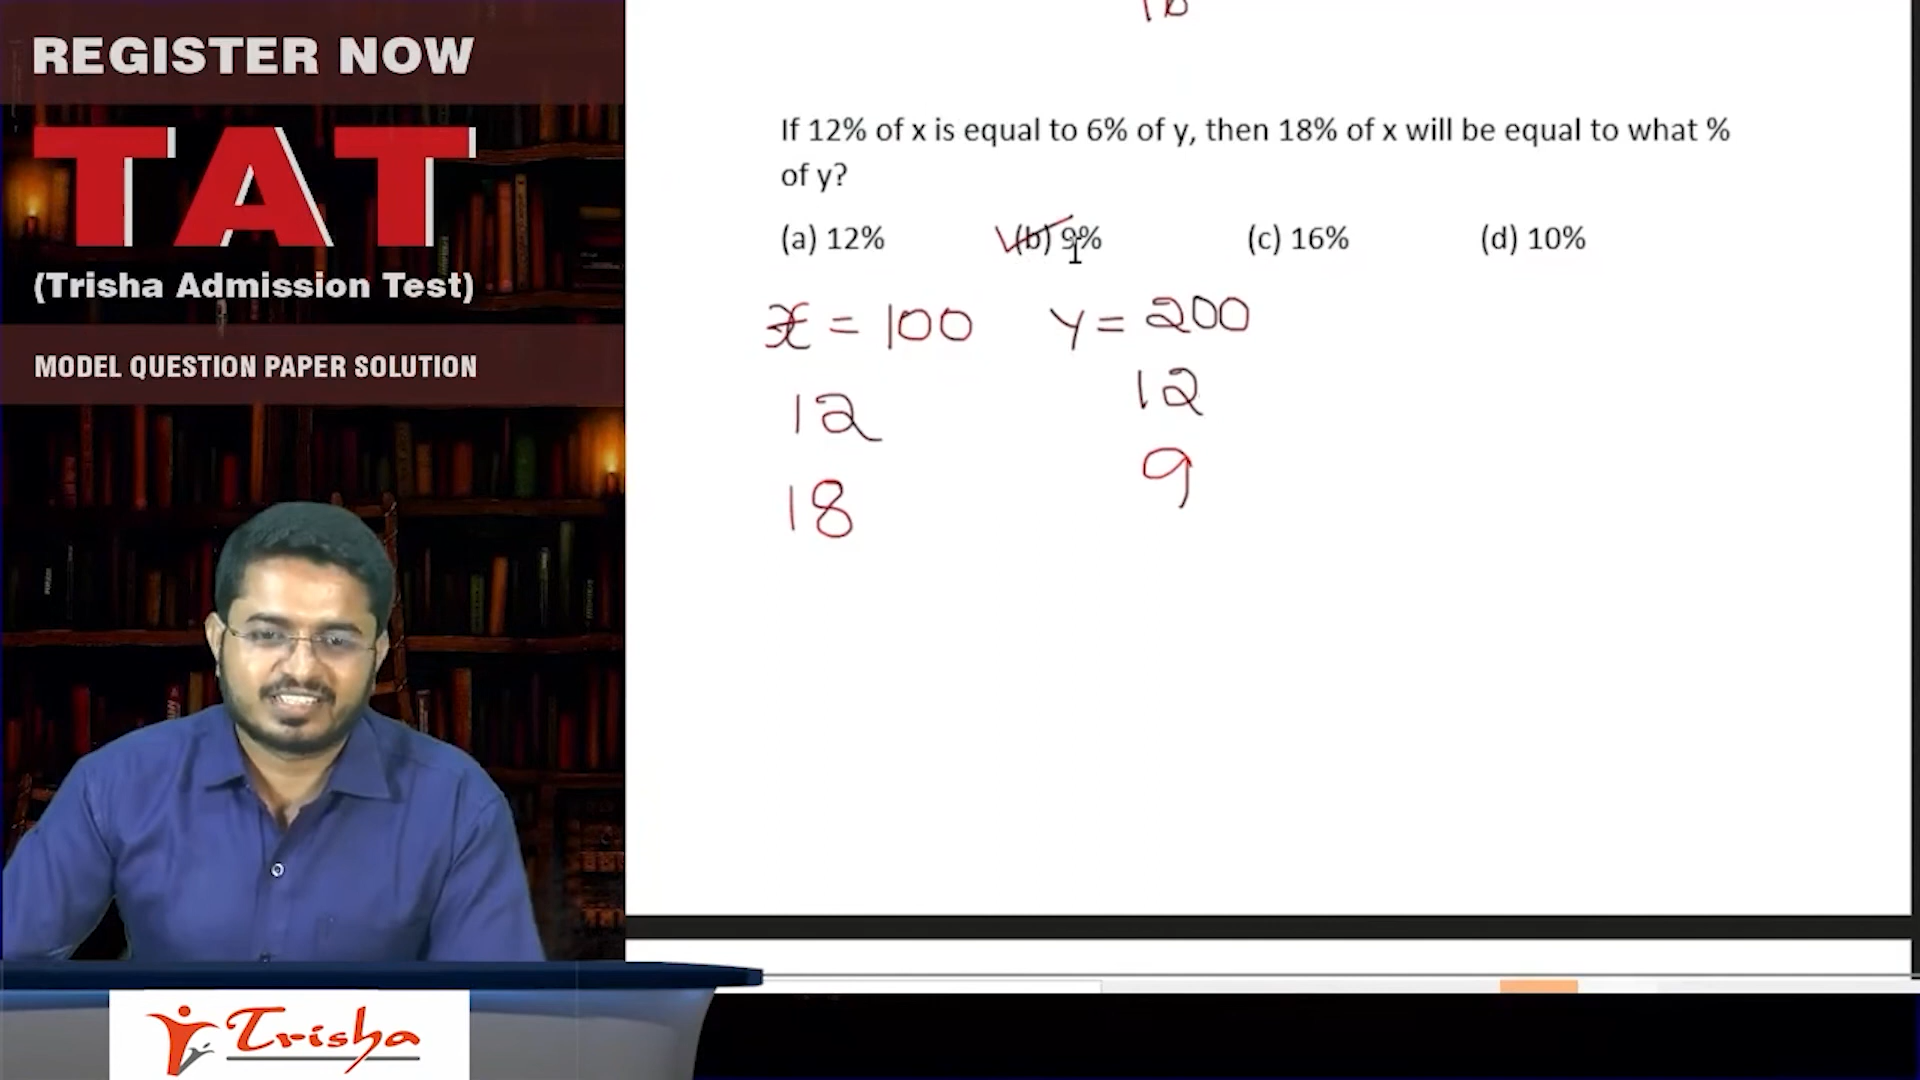 REGISTER NOW
TAT
(Trisha Admission Test)
MODEL QUESTION PAPER SOLUTION
If 12% of x is equal to 6% of y, then 18% of x will be equal to what %
of y?
(a) 12% (b) 9% (c) 16% (d) 10%
x = 100 y = 200
12 12
18 9
Trisha